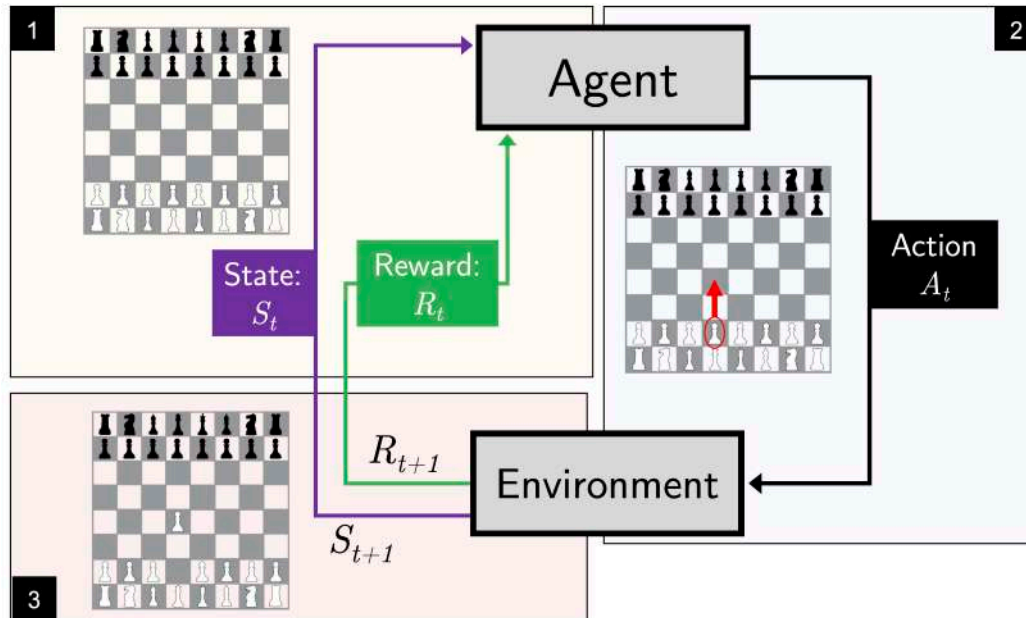 1
2
Agent
State:
S_t
Reward:
R_t
Action
A_t
R_{t+1}
Environment
S_{t+1}
3